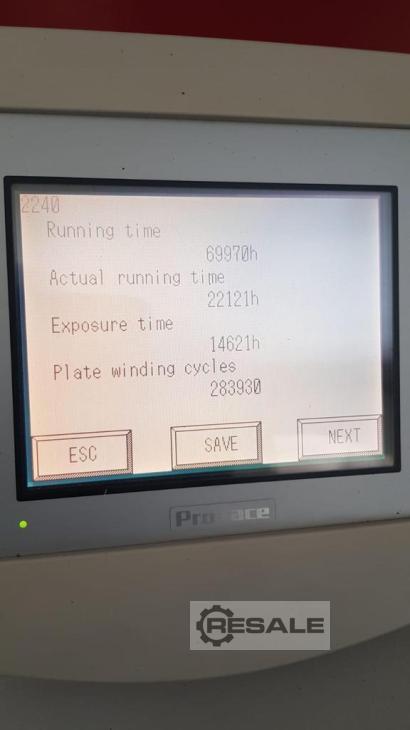 2240
Running time
69970h
Actual running time
22121h
Exposure time
14621h
Plate winding cycles
283930
ESC SAVE NEXT
Pro-face
RESALE